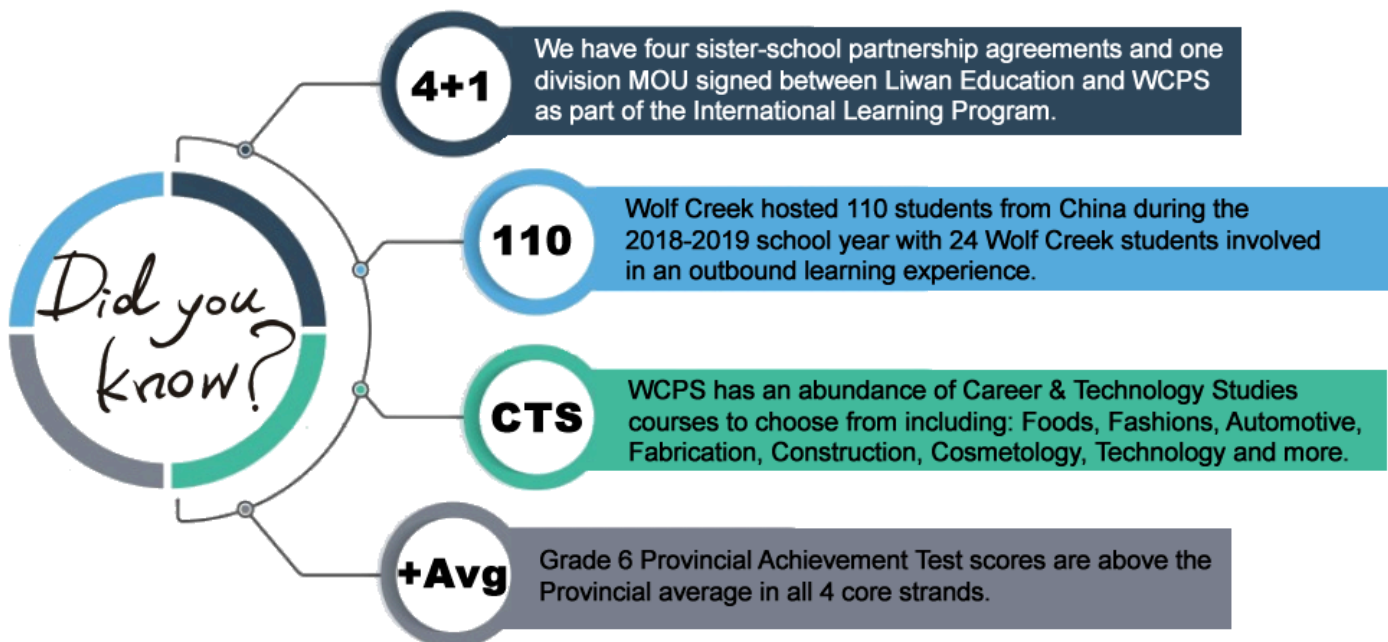 Did you
know?
4+1
We have four sister-school partnership agreements and one
division MOU signed between Liwan Education and WCPS
as part of the International Learning Program.
110
Wolf Creek hosted 110 students from China during the
2018-2019 school year with 24 Wolf Creek students involved
in an outbound learning experience.
CTS
WCPS has an abundance of Career & Technology Studies
courses to choose from including: Foods, Fashions, Automotive,
Fabrication, Construction, Cosmetology, Technology and more.
+Avg
Grade 6 Provincial Achievement Test scores are above the
Provincial average in all 4 core strands.